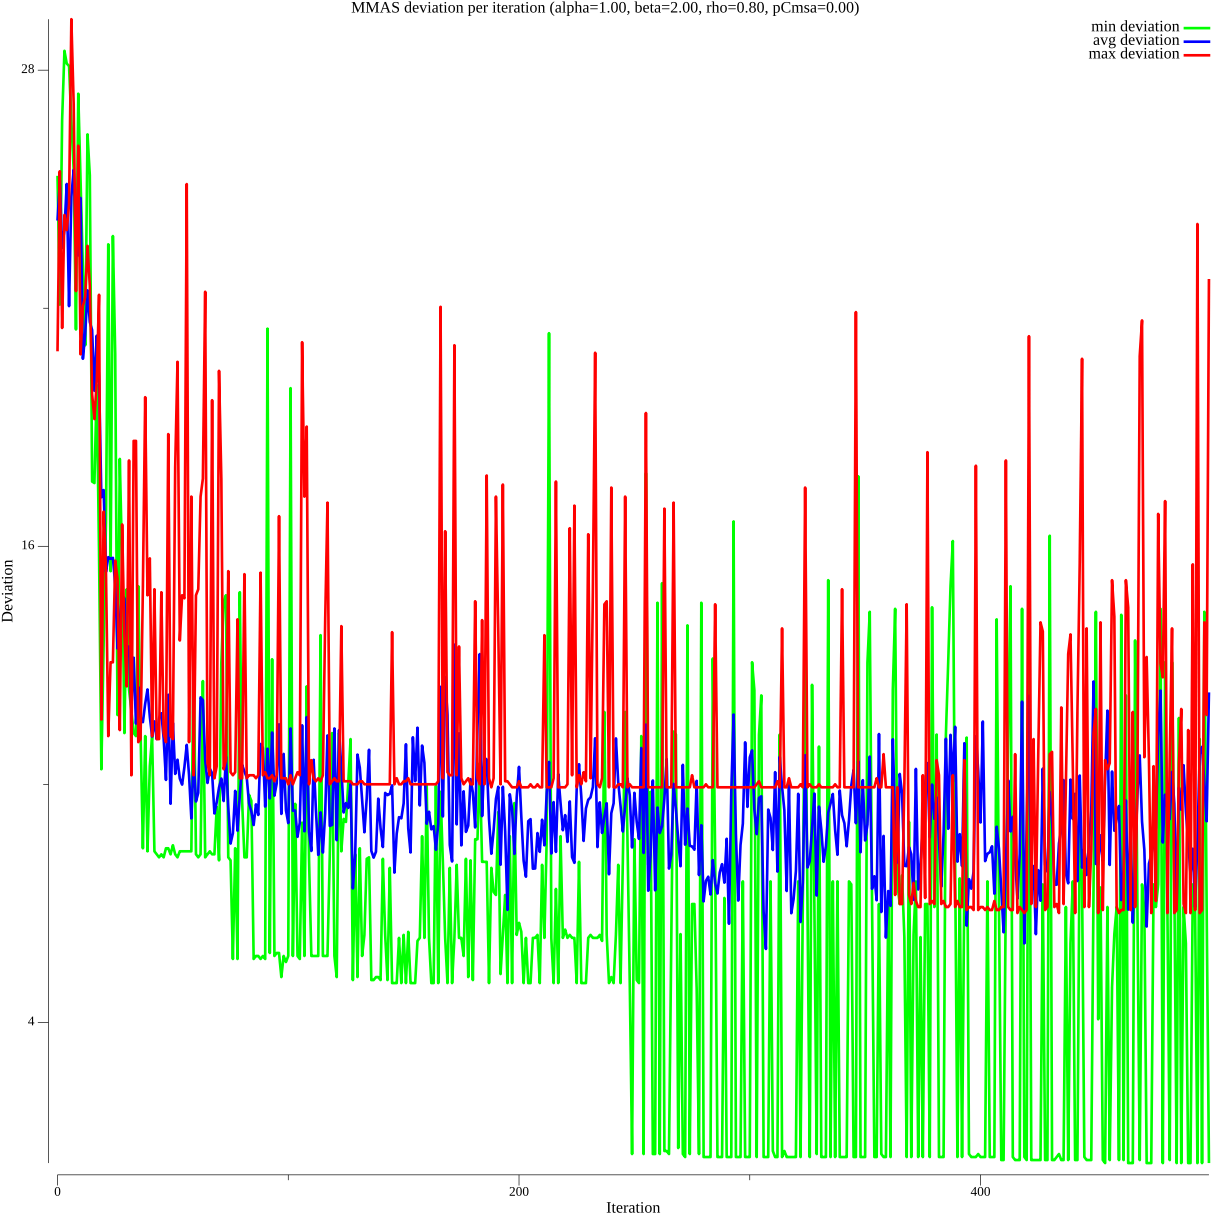 MMAS deviation per iteration (alpha=1.00, beta=2.00, rho=0.80, pCmsa=0.00)
min deviation
avg deviation
max deviation
28
16
4
Deviation
0
200
400
Iteration